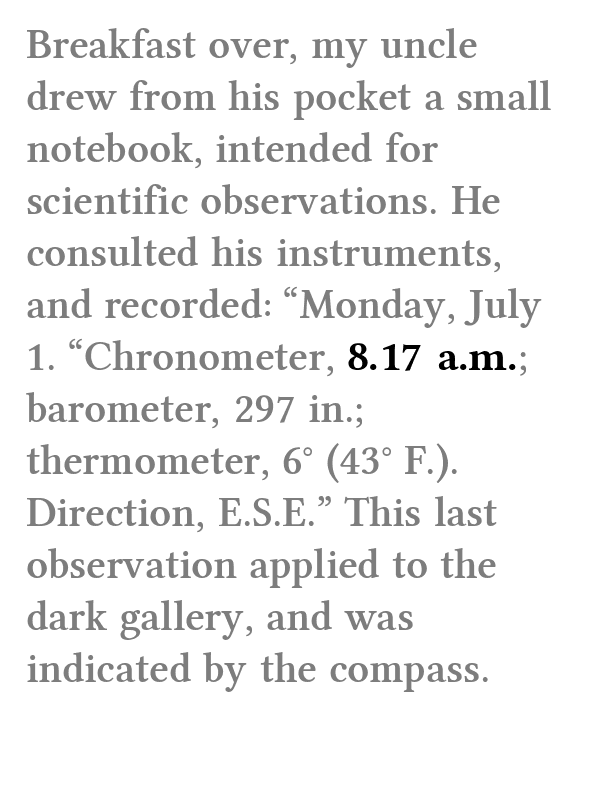 Breakfast over, my uncle
drew from his pocket a small
notebook, intended for
scientific observations. He
consulted his instruments,
and recorded: “Monday, July
1. “Chronometer, 8.17 a.m.;
barometer, 297 in.;
thermometer, 6° (43° F.).
Direction, E.S.E.” This last
observation applied to the
dark gallery, and was
indicated by the compass.